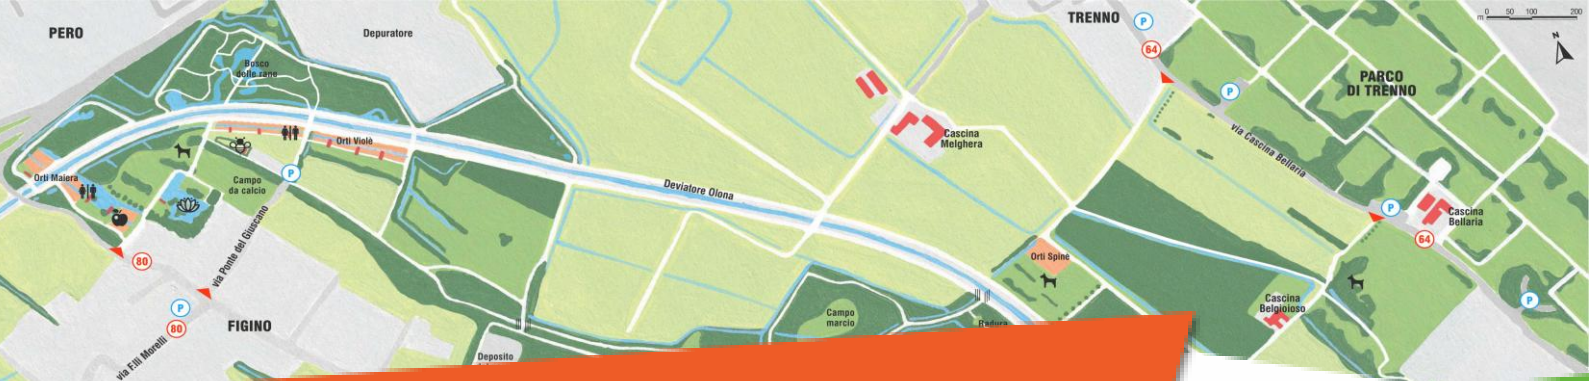 PERO
Depuratore
TRENNO
P
64
0 50 100 200
m
N
Bosco
delle rane
P
PARCO
DI TRENNO
via Cascina Bellaria
Cascina
Melghera
Orti Violè
Orti Maiera
Campo
da calcio
P
Deviatore Olona
P
Cascina
Bellaria
64
via Ponte del Giuscano
80
Orti Spinè
P
80
FIGINO
via F.lli Morelli
Campo
marcio
Cascina
Belgioioso
P
Radura
Deposito